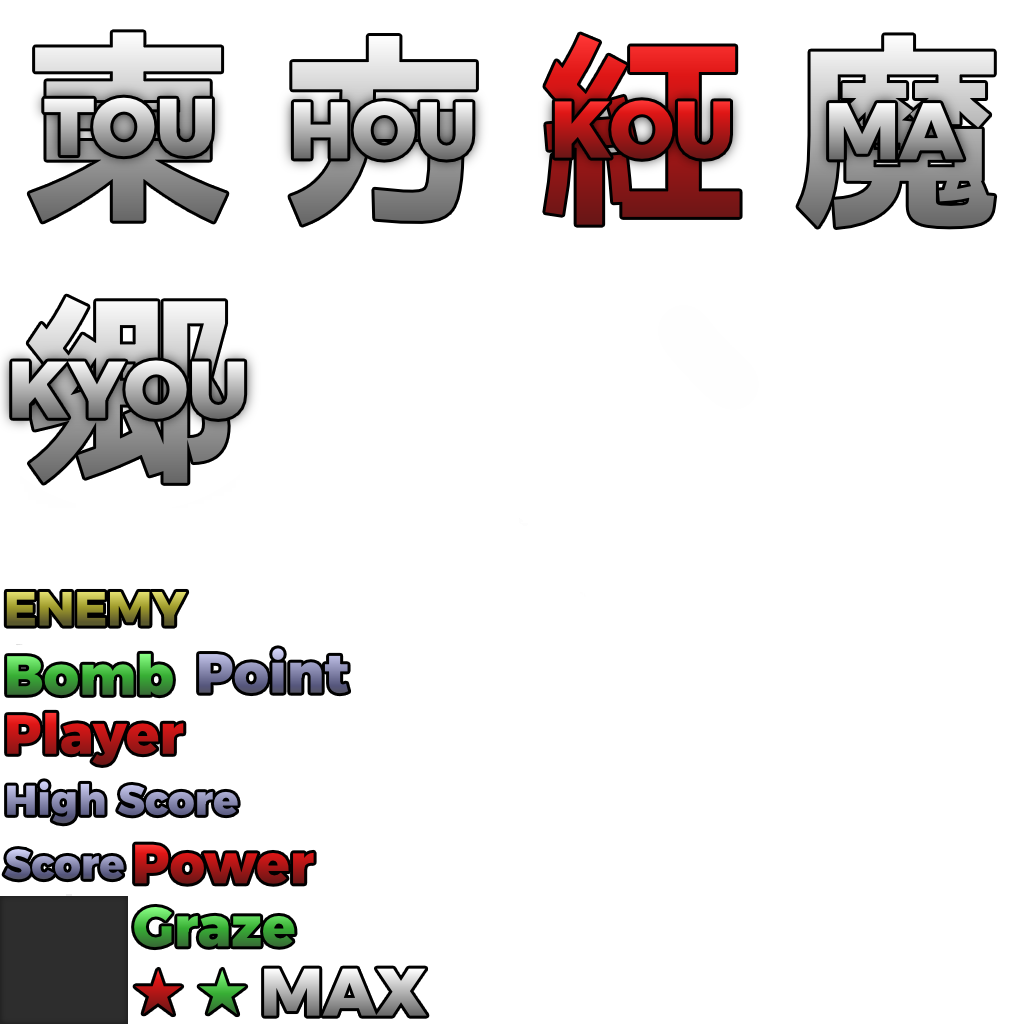 東 方 紅 魔
TOU HOU KOU MA
郷
KYOU
ENEMY
Bomb Point
Player
High Score
Score Power
Graze
★ ★ MAX